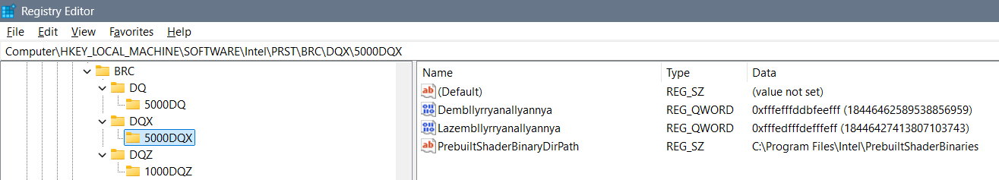 Registry Editor
File Edit View Favorites Help
Computer\HKEY_LOCAL_MACHINE\SOFTWARE\Intel\PRST\BRC\DQX\5000DQX
BRC
DQ
5000DQ
DQX
5000DQX
DQZ
1000DQZ
Name Type Data
(Default) REG_SZ (value not set)
Dembllyrryanallyannya REG_QWORD 0xfffefffddbfeefff (18446462589538856959)
Lazembllyrryanallyannya REG_QWORD 0xfffedfffdefffeff (18446427413807103743)
PrebuiltShaderBinaryDirPath REG_SZ C:\Program Files\Intel\PrebuiltShaderBinaries